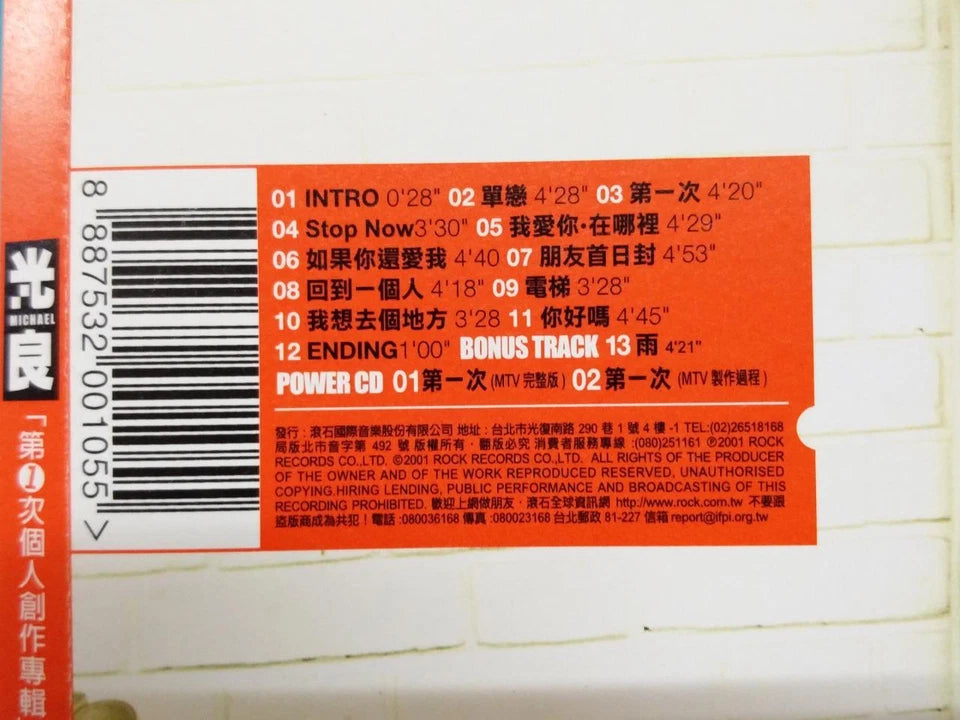 光
MICHAEL
良
「第1次個人創作專輯
8 887532 001055 >
01 INTRO 0'28" 02 單戀 4'28" 03 第一次 4'20"
04 Stop Now3'30" 05 我愛你·在哪裡 4'29"
06 如果你還愛我 4'40 07 朋友首日封 4'53"
08 回到一個人 4'18" 09 電梯 3'28"
10 我想去個地方 3'28 11 你好嗎 4'45"
12 ENDING1'00" BONUS TRACK 13 雨 4'21"
POWER CD 01 第一次 (MTV 完整版) 02 第一次 (MTV 製作過程)
發行：滾石國際音樂股份有限公司 地址：台北市光復南路 290 巷 1 號 4 樓 -1 TEL:(02)26518168
局版北市音字第 492 號 版權所有·翻版必究 消費者服務專線：(080)251161 ℗2001 ROCK
RECORDS CO.,LTD. ©2001 ROCK RECORDS CO.,LTD. ALL RIGHTS OF THE PRODUCER
OF THE OWNER AND OF THE WORK REPRODUCED RESERVED, UNAUTHORISED
COPYING.HIRING LENDING, PUBLIC PERFORMANCE AND BROADCASTING OF THIS
RECORDING PROHIBITED. 歡迎上網做朋友·滾石全球資訊網 http://www.rock.com.tw 不要跟
盜版商成為共犯！電話：080036168 傳真：080023168 台北郵政 81-227 信箱 report@ifpi.org.tw